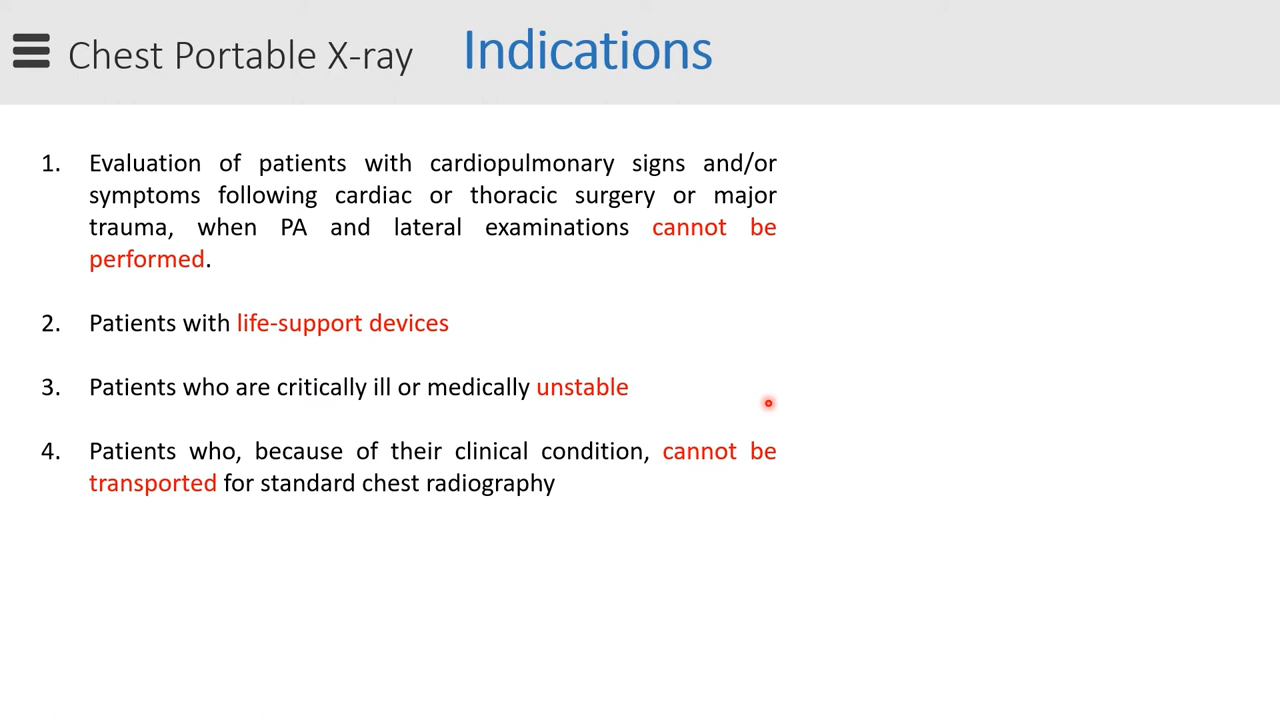 Chest Portable X-ray Indications
1. Evaluation of patients with cardiopulmonary signs and/or
symptoms following cardiac or thoracic surgery or major
trauma, when PA and lateral examinations cannot be
performed.
2. Patients with life-support devices
3. Patients who are critically ill or medically unstable
4. Patients who, because of their clinical condition, cannot be
transported for standard chest radiography